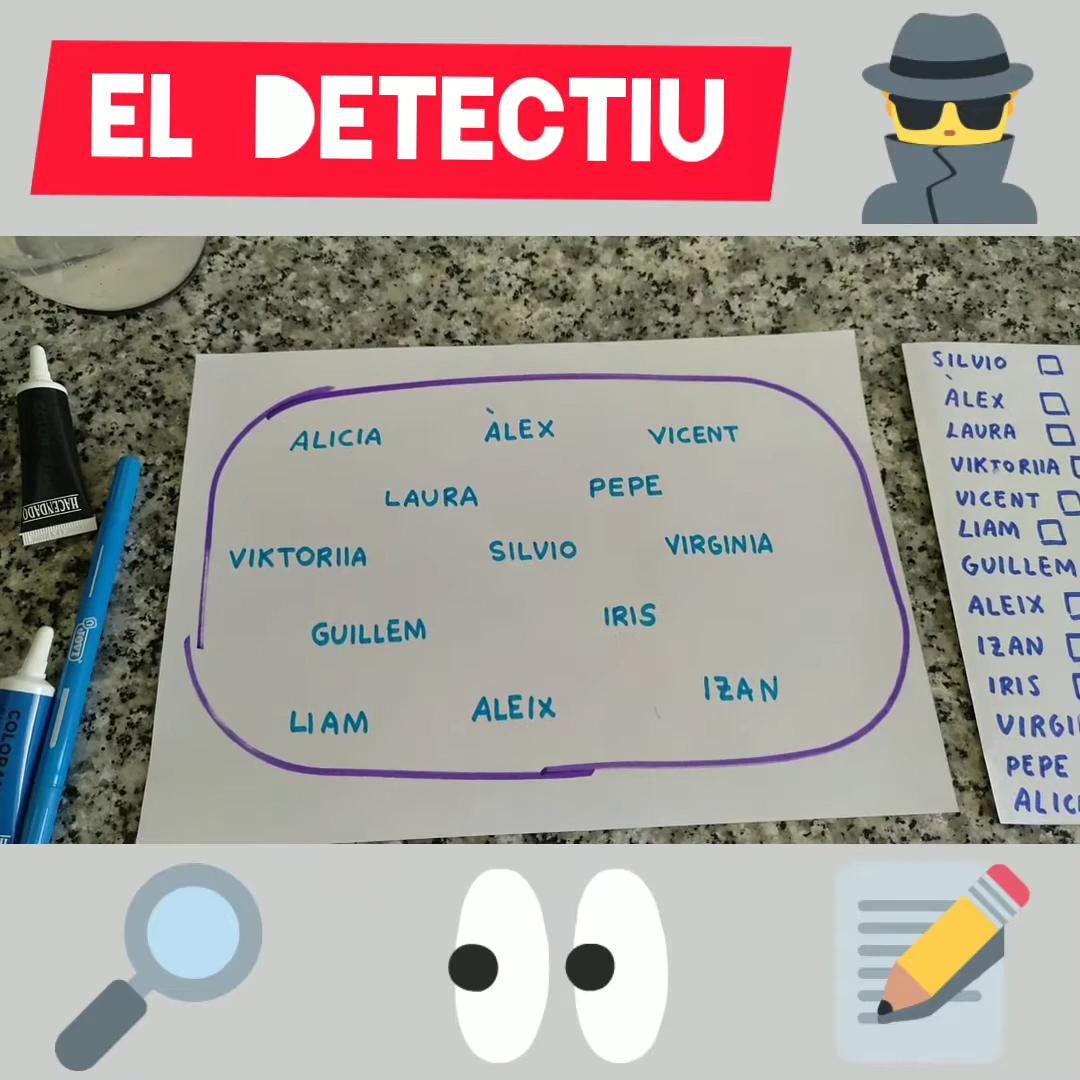 EL DETECTIU
ALICIA ÀLEX VICENT
LAURA PEPE
VIKTORIIA SILVIO VIRGINIA
GUILLEM IRIS
LIAM ALEIX IZAN
SILVIO
ÀLEX
LAURA
VIKTORIIA
VICENT
LIAM
GUILLEM
ALEIX
IZAN
IRIS
PEPE
HACENDADO